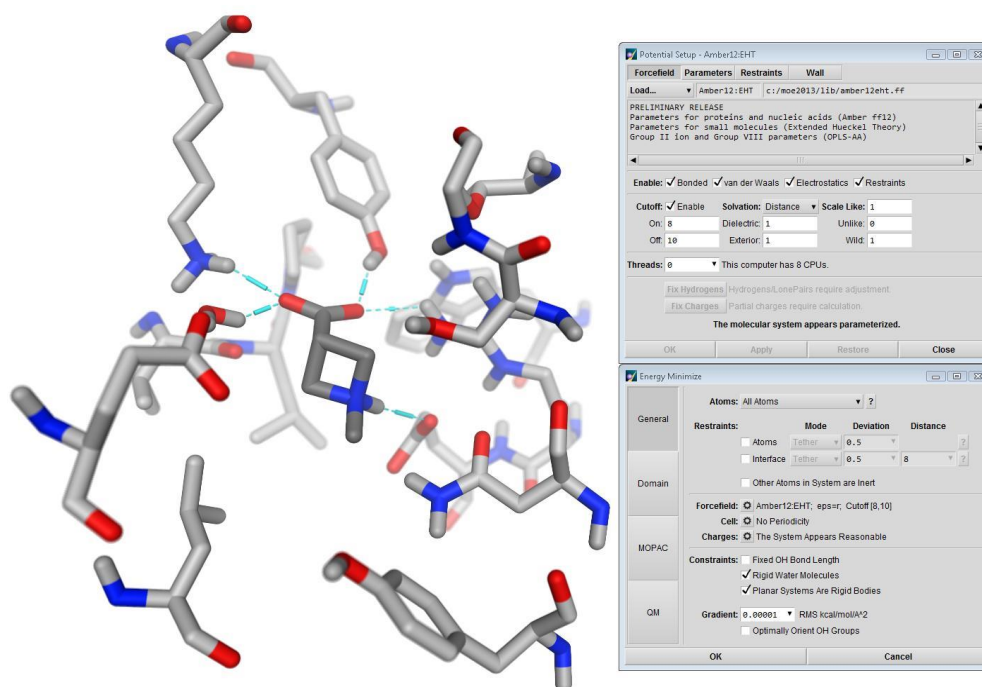 Potential Setup - Amber12:EHT
Forcefield Parameters Restraints Wall
Load... Amber12:EHT c:/moe2013/lib/amber12eht.ff
PRELIMINARY RELEASE
Parameters for proteins and nucleic acids (Amber ff12)
Parameters for small molecules (Extended Hueckel Theory)
Group II ion and Group VIII parameters (OPLS-AA)
Enable: Bonded van der Waals Electrostatics Restraints
Cutoff: Enable Solvation: Distance Scale Like: 1
On: 8 Dielectric: 1 Unlike: 0
Off: 10 Exterior: 1 Wild: 1
Threads: 0 This computer has 8 CPUs.
Fix Hydrogens Hydrogens/LonePairs require adjustment.
Fix Charges Partial charges require calculation.
The molecular system appears parameterized.
OK Apply Restore Close
Energy Minimize
General
Domain
MOPAC
QM
Atoms: All Atoms ?
Restraints: Mode Deviation Distance
Atoms Tether 0.5 ?
Interface Tether 0.5 8 ?
Other Atoms in System are Inert
Forcefield: Amber12:EHT; eps=r; Cutoff [8,10]
Cell: No Periodicity
Charges: The System Appears Reasonable
Constraints: Fixed OH Bond Length
Rigid Water Molecules
Planar Systems Are Rigid Bodies
Gradient: 0.00001 RMS kcal/mol/A^2
Optimally Orient OH Groups
OK Cancel